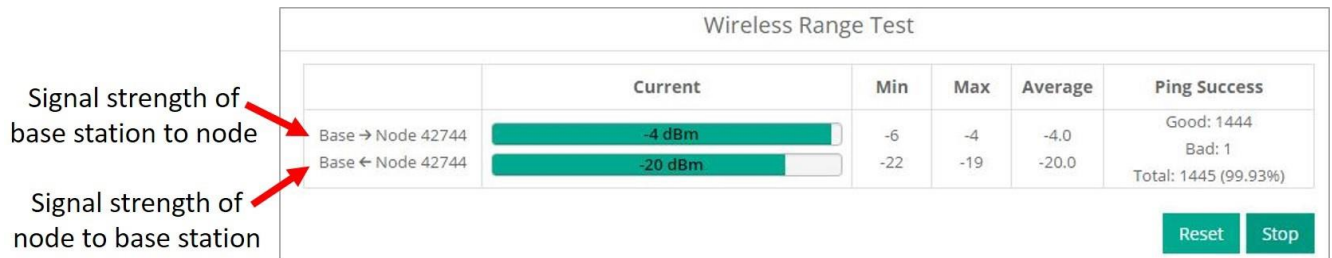 Wireless Range Test
Current Min Max Average Ping Success
Signal strength of
base station to node
Base → Node 42744 -4 dBm -6 -4 -4.0 Good: 1444
Bad: 1
Base ← Node 42744 -20 dBm -22 -19 -20.0 Total: 1445 (99.93%)
Signal strength of
node to base station
Reset Stop